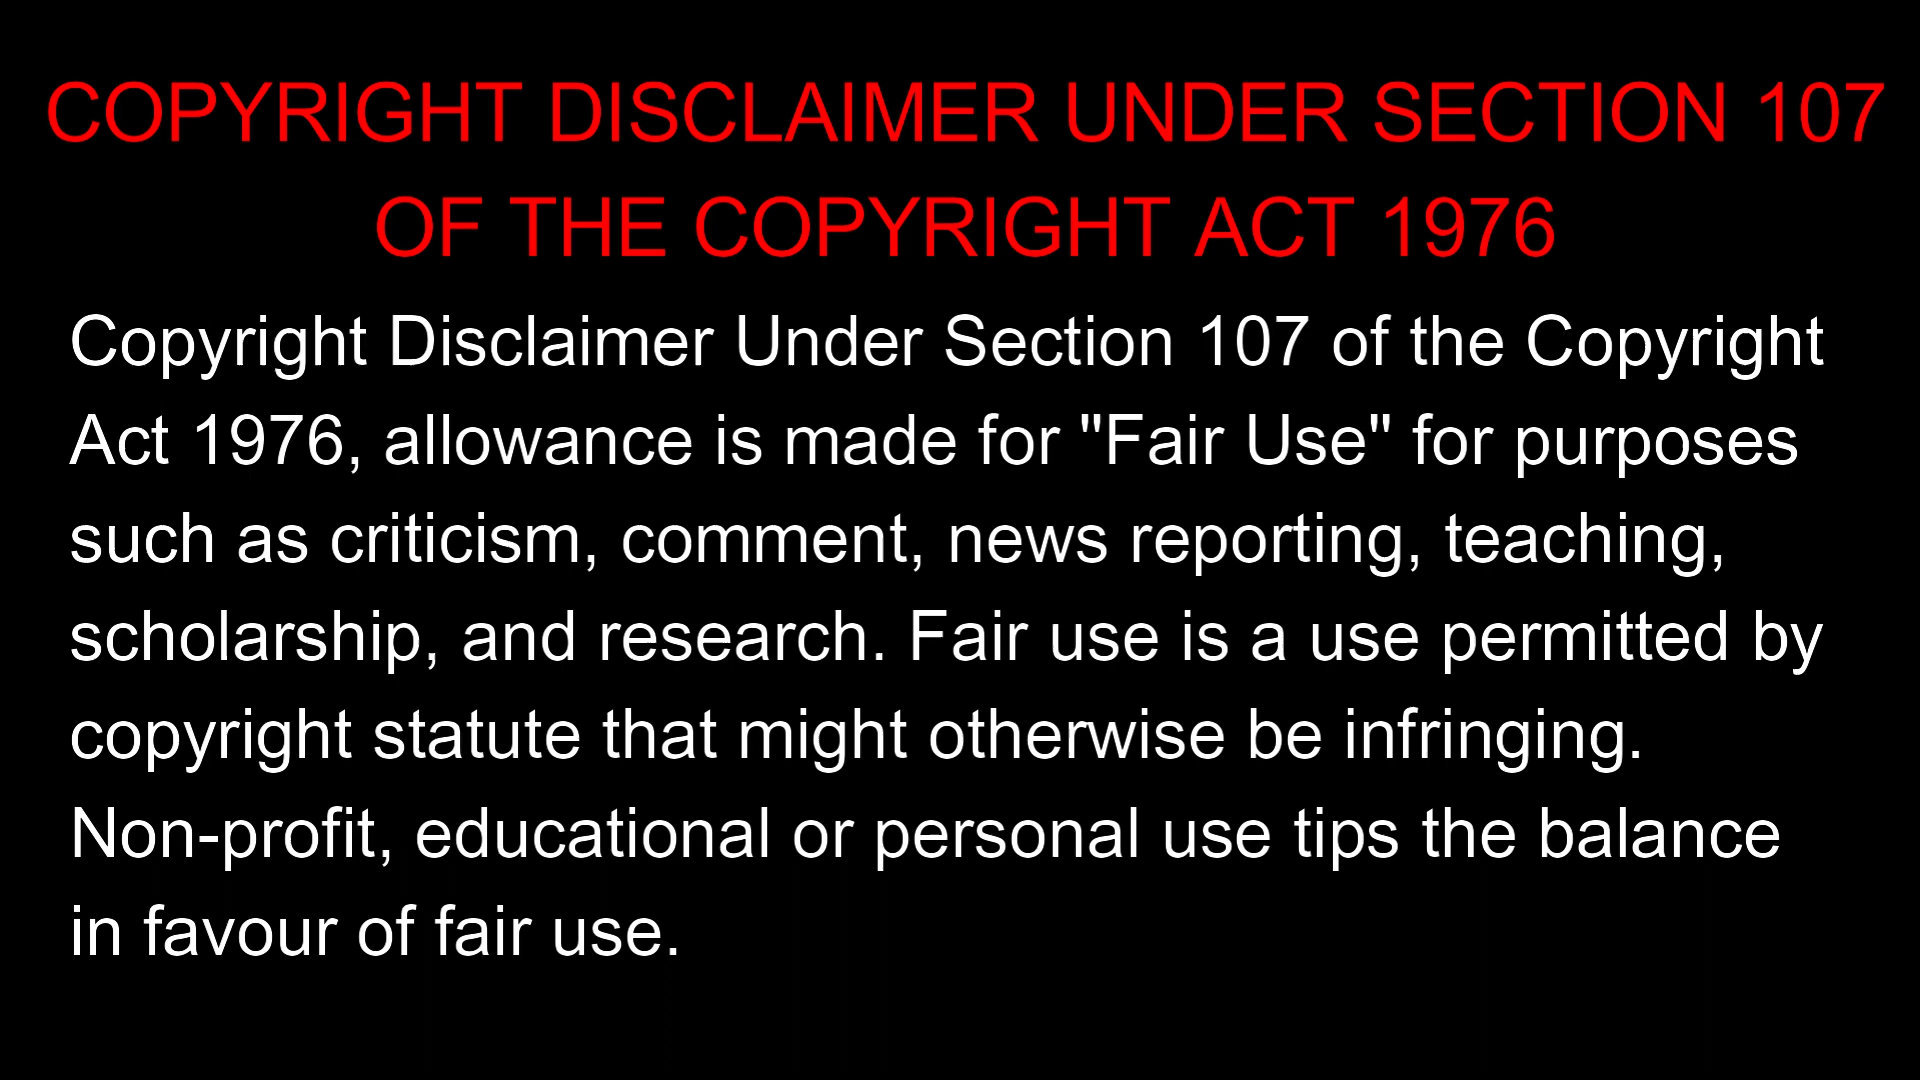 COPYRIGHT DISCLAIMER UNDER SECTION 107
OF THE COPYRIGHT ACT 1976
Copyright Disclaimer Under Section 107 of the Copyright
Act 1976, allowance is made for "Fair Use" for purposes
such as criticism, comment, news reporting, teaching,
scholarship, and research. Fair use is a use permitted by
copyright statute that might otherwise be infringing.
Non-profit, educational or personal use tips the balance
in favour of fair use.